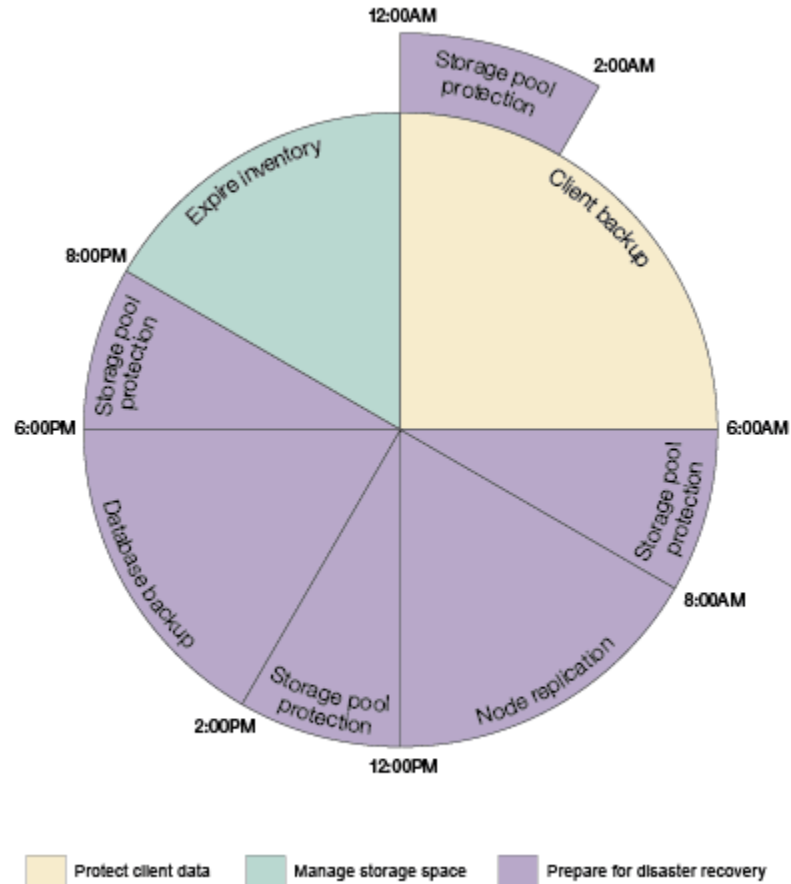 12:00AM
Storage pool
protection
2:00AM
Client backup
Expire inventory
8:00PM
Storage pool
protection
6:00PM
6:00AM
Storage pool
protection
8:00AM
Database backup
Node replication
Storage pool
protection
2:00PM
12:00PM
Protect client data
Manage storage space
Prepare for disaster recovery